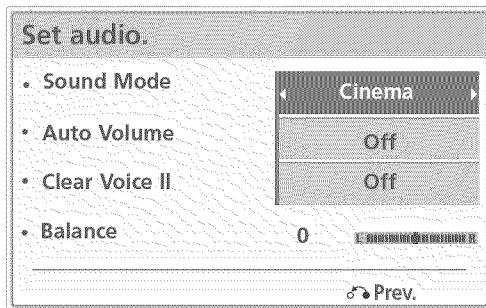 Set audio.
• Sound Mode Cinema
• Auto Volume Off
• Clear Voice II Off
• Balance 0 L R
Prev.